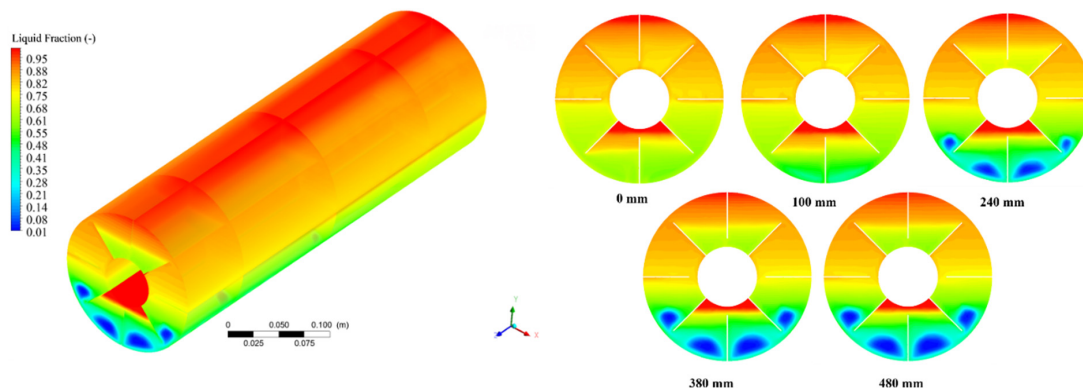 Liquid Fraction (-)
0.95
0.88
0.82
0.75
0.68
0.61
0.55
0.48
0.41
0.34
0.28
0.21
0.14
0.08
0.01
0 0.050 0.100 (m)
0.025 0.075
Y
X
Z
0 mm
100 mm
240 mm
380 mm
480 mm